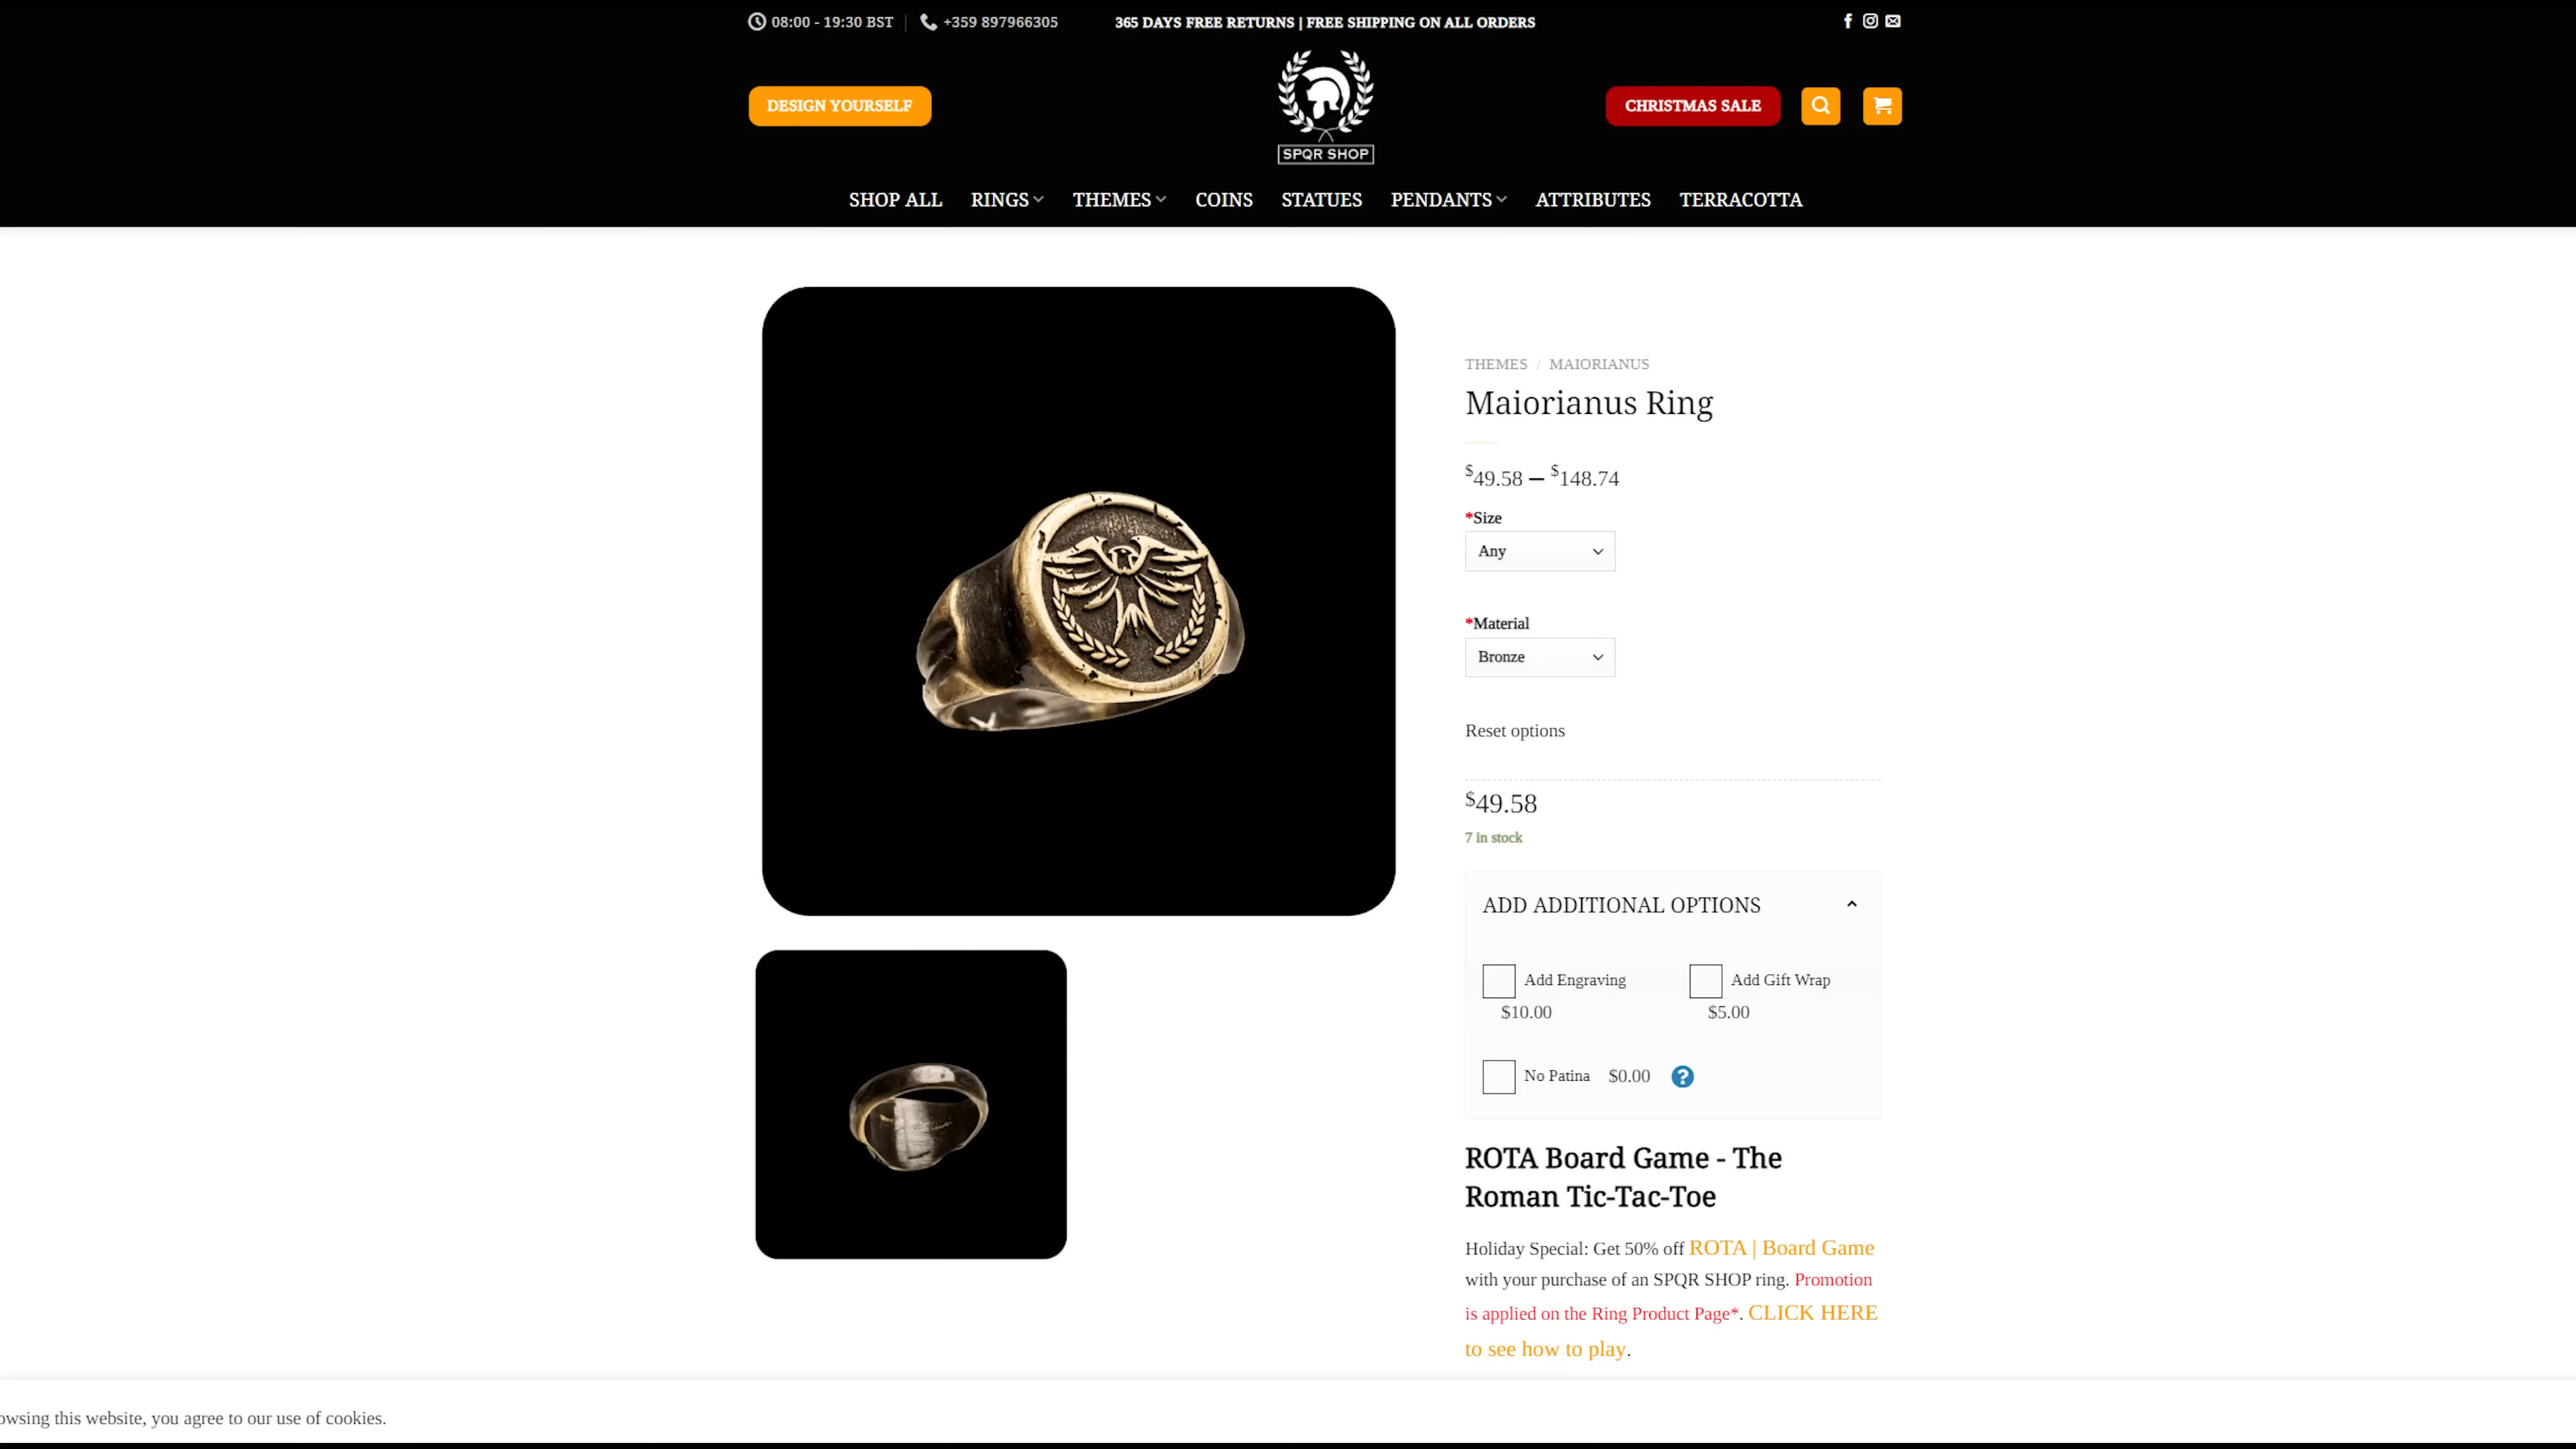 08:00 - 19:30 BST
+359 897966305
365 DAYS FREE RETURNS | FREE SHIPPING ON ALL ORDERS
DESIGN YOURSELF
SPQR SHOP
CHRISTMAS SALE
SHOP ALL
RINGS
THEMES
COINS
STATUES
PENDANTS
ATTRIBUTES
TERRACOTTA
THEMES / MAIORIANUS
Maiorianus Ring
$49.58 – $148.74
*Size
Any
*Material
Bronze
Reset options
$49.58
7 in stock
ADD ADDITIONAL OPTIONS
Add Engraving
$10.00
Add Gift Wrap
$5.00
No Patina $0.00 ?
ROTA Board Game - The
Roman Tic-Tac-Toe
Holiday Special: Get 50% off ROTA | Board Game
with your purchase of an SPQR SHOP ring. Promotion
is applied on the Ring Product Page*. CLICK HERE
to see how to play.
owsing this website, you agree to our use of cookies.